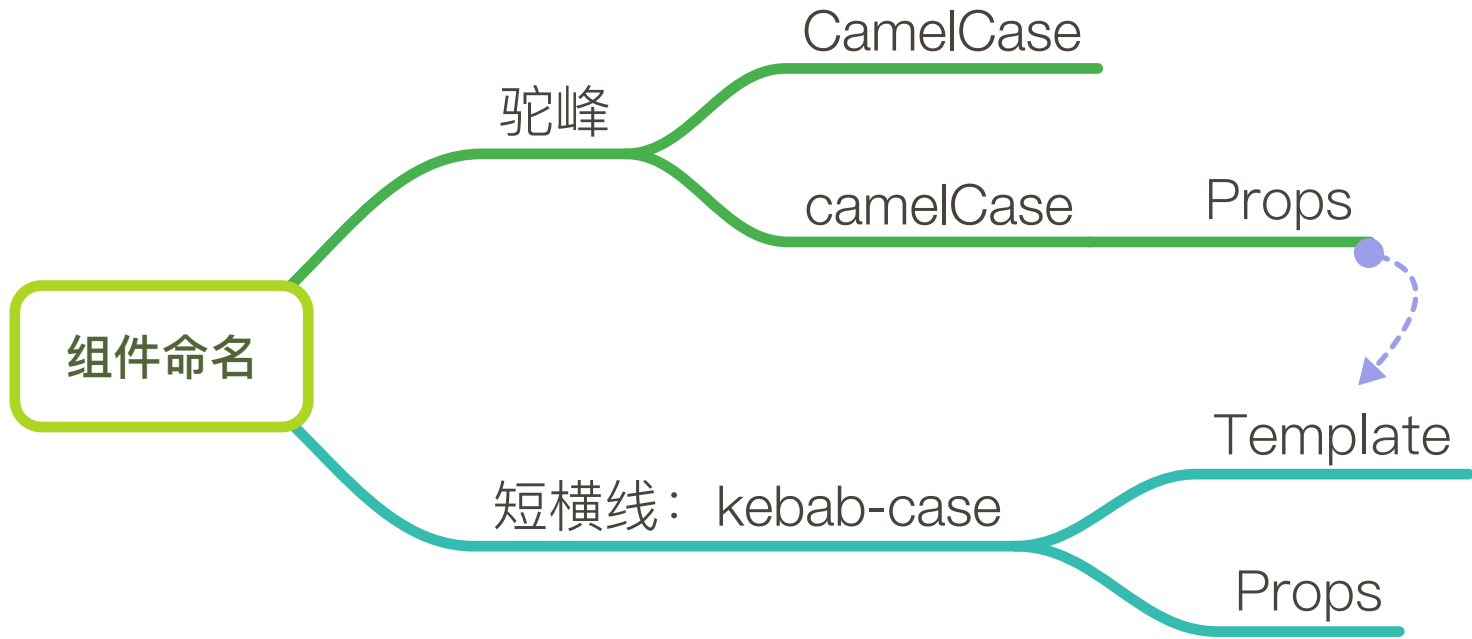 组件命名
驼峰
CamelCase
camelCase
Props
短横线：kebab-case
Template
Props